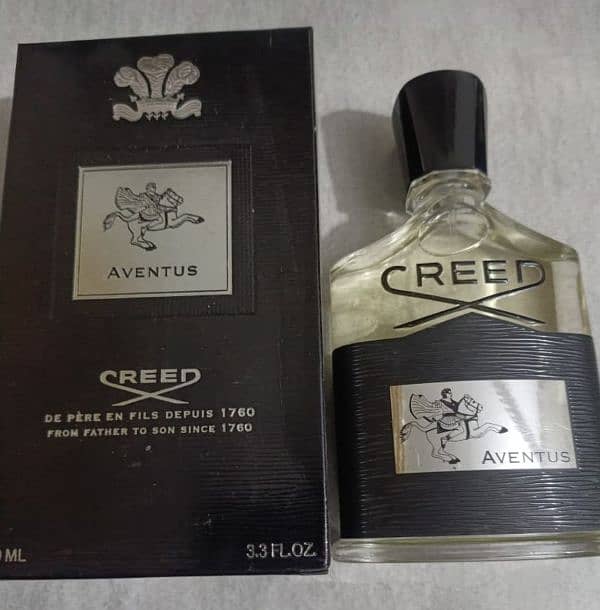 AVENTUS
CREED
DE PÈRE EN FILS DEPUIS 1760
FROM FATHER TO SON SINCE 1760
ML
3.3 FL.OZ.
CREED
AVENTUS